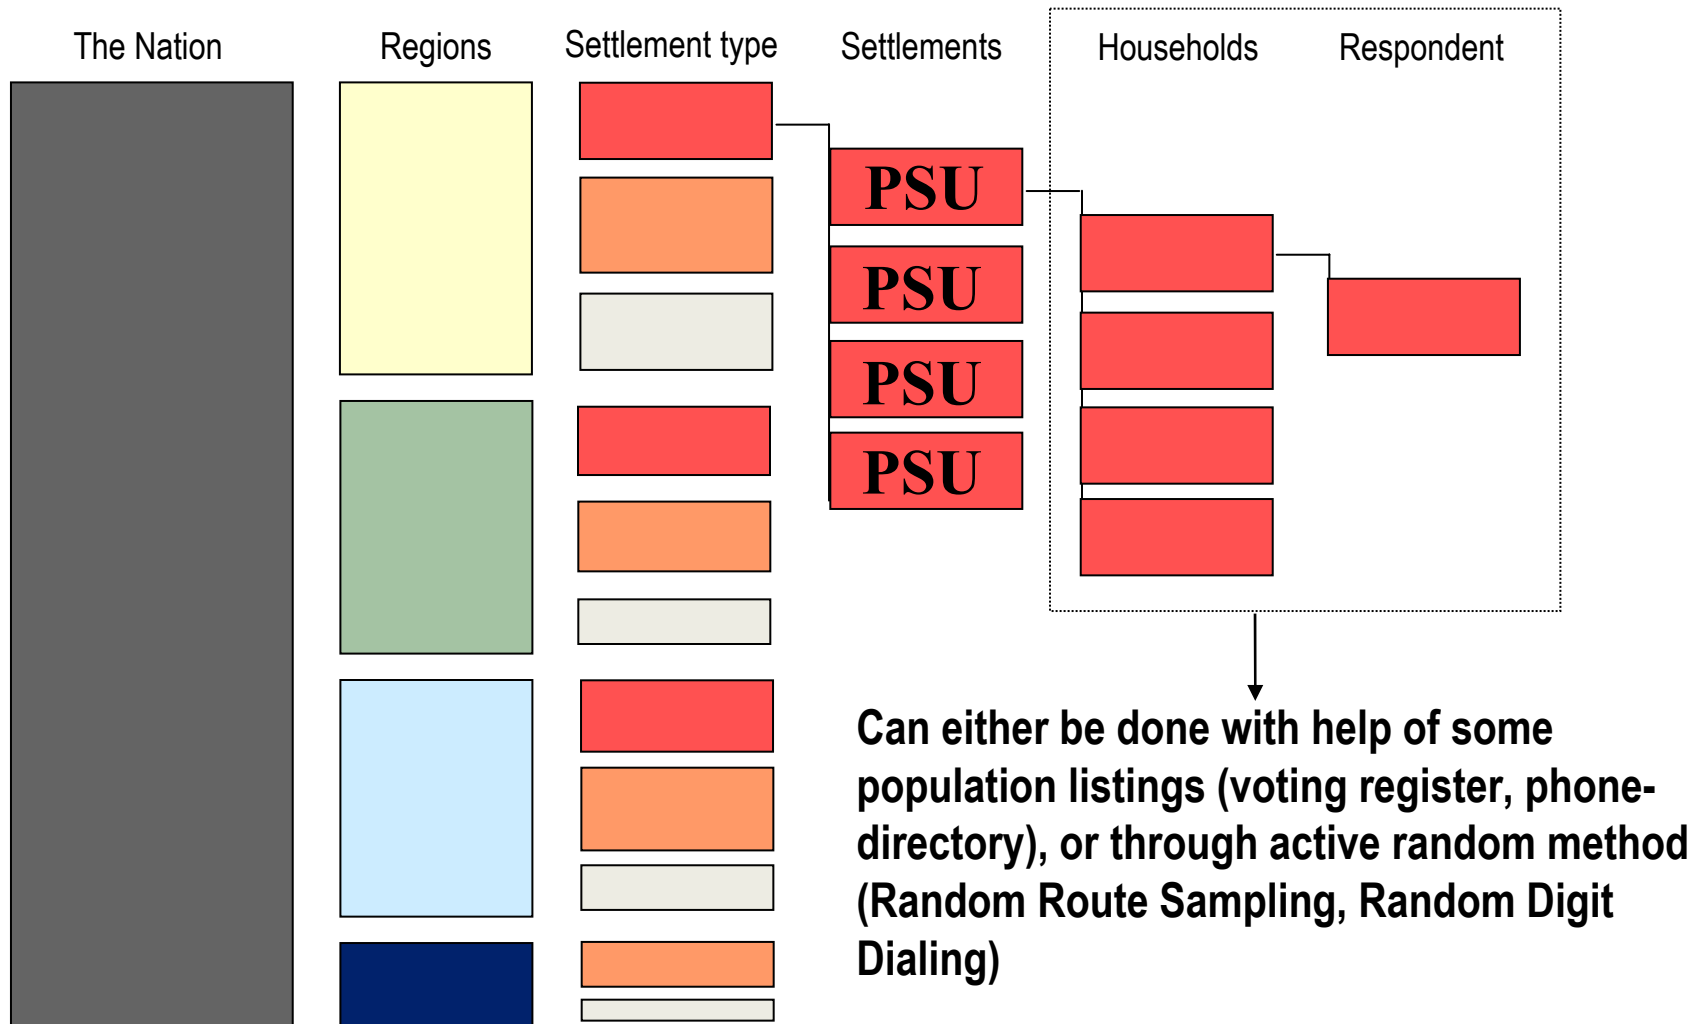 The Nation
Regions
Settlement type
Settlements
Households
Respondent
PSU
PSU
PSU
PSU
Can either be done with help of some
population listings (voting register, phone-
directory), or through active random method
(Random Route Sampling, Random Digit
Dialing)